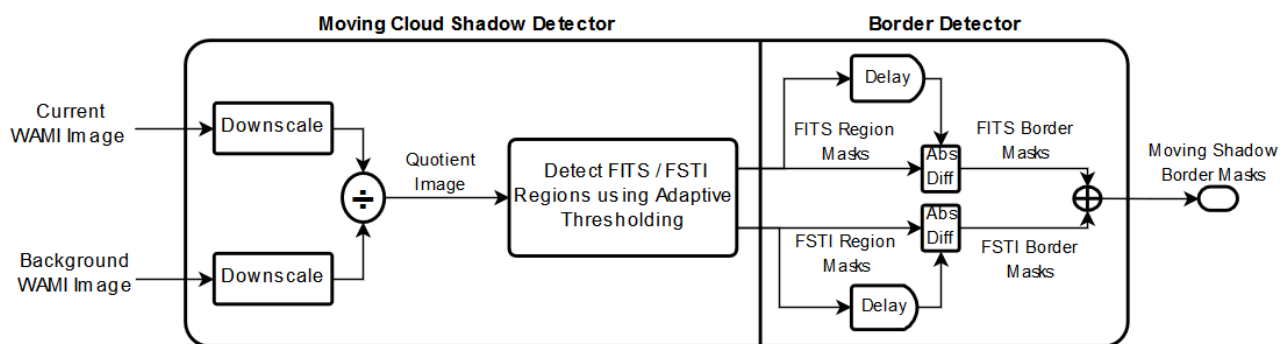 Moving Cloud Shadow Detector
Border Detector
Current
WAMI Image
Downscale
Background
WAMI Image
Downscale
÷
Quotient
Image
Detect FITS / FSTI
Regions using Adaptive
Thresholding
Delay
FITS Region
Masks
Abs
Diff
FITS Border
Masks
FSTI Region
Masks
Abs
Diff
FSTI Border
Masks
Delay
Moving Shadow
Border Masks